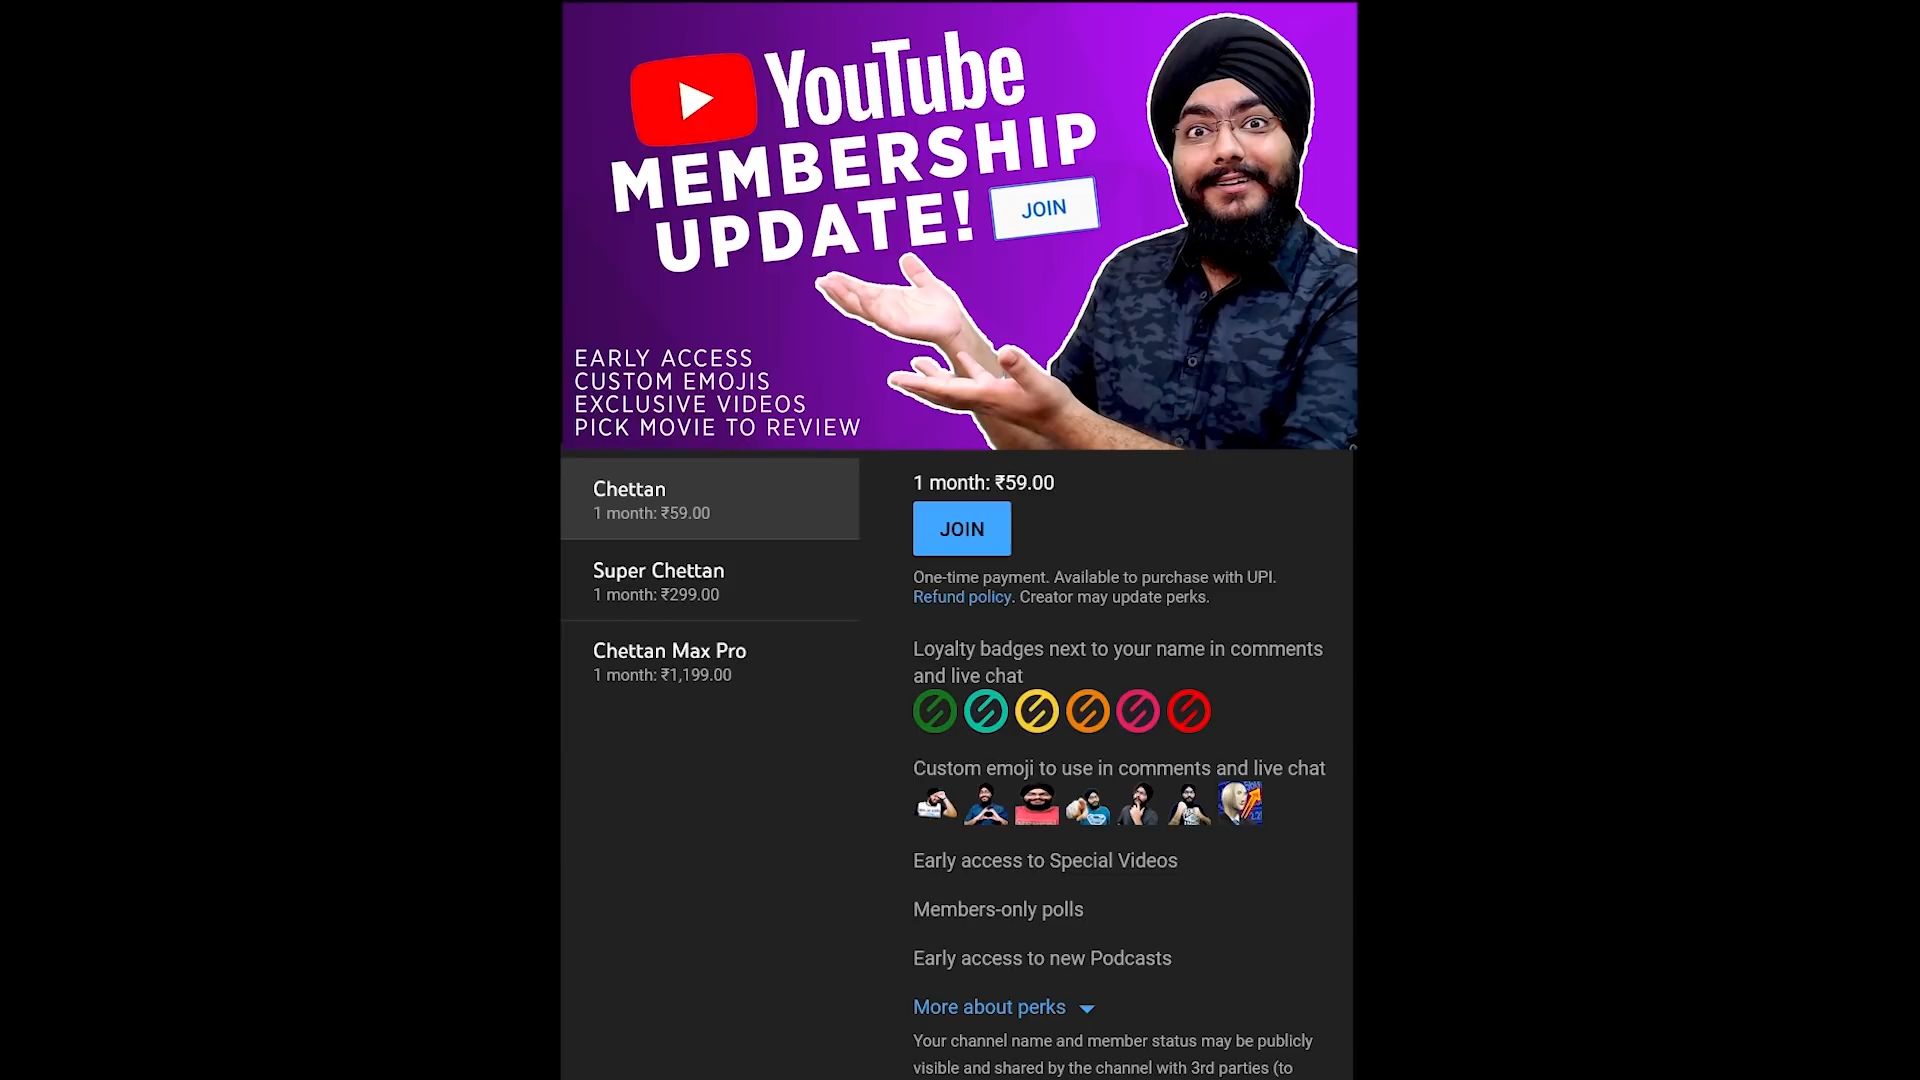 YouTube
MEMBERSHIP
UPDATE! JOIN
EARLY ACCESS
CUSTOM EMOJIS
EXCLUSIVE VIDEOS
PICK MOVIE TO REVIEW
Chettan
1 month: ₹59.00
Super Chettan
1 month: ₹299.00
Chettan Max Pro
1 month: ₹1,199.00
1 month: ₹59.00
JOIN
One-time payment. Available to purchase with UPI.
Refund policy. Creator may update perks.
Loyalty badges next to your name in comments
and live chat
Custom emoji to use in comments and live chat
Early access to Special Videos
Members-only polls
Early access to new Podcasts
More about perks
Your channel name and member status may be publicly
visible and shared by the channel with 3rd parties (to